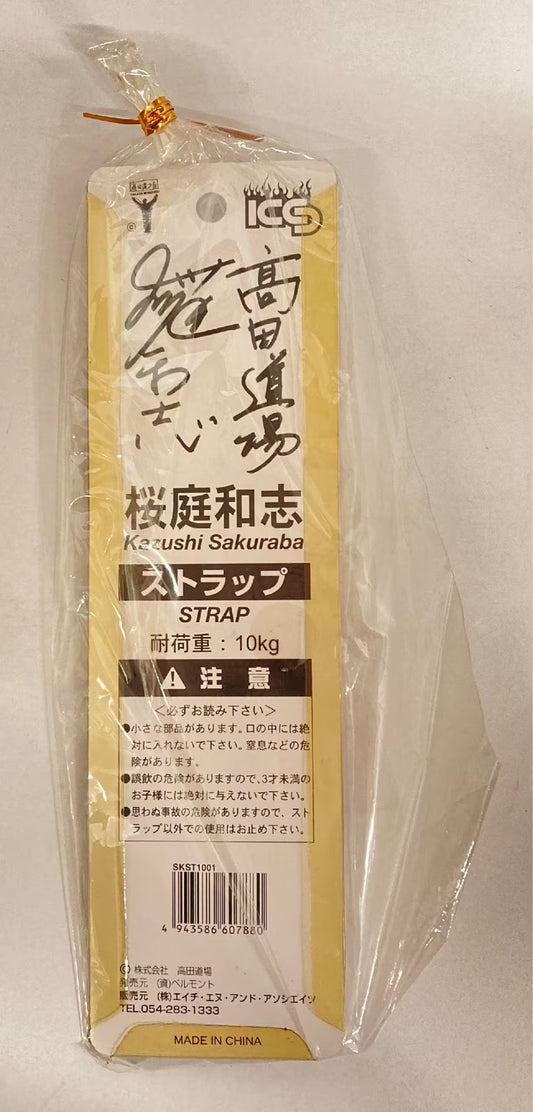 高田道場
ICSD
高田道場
桜庭和志
桜庭和志
Kazushi Sakuraba
ストラップ
STRAP
耐荷重：10kg
注意
＜必ずお読み下さい＞
●小さな部品があります。口の中には絶
対に入れないで下さい。窒息などの危
険があります。
●誤飲の危険がありますので、3才未満の
お子様には絶対に与えないで下さい。
●思わぬ事故の危険がありますので、スト
ラップ以外での使用はお止め下さい。
SKST1001
4 943586 607880
Ⓒ 株式会社 高田道場
発売元 (資)ベルモント
販売元 (株)エイチ・エヌ・アンド・アソシエイツ
TEL.054-283-1333
MADE IN CHINA